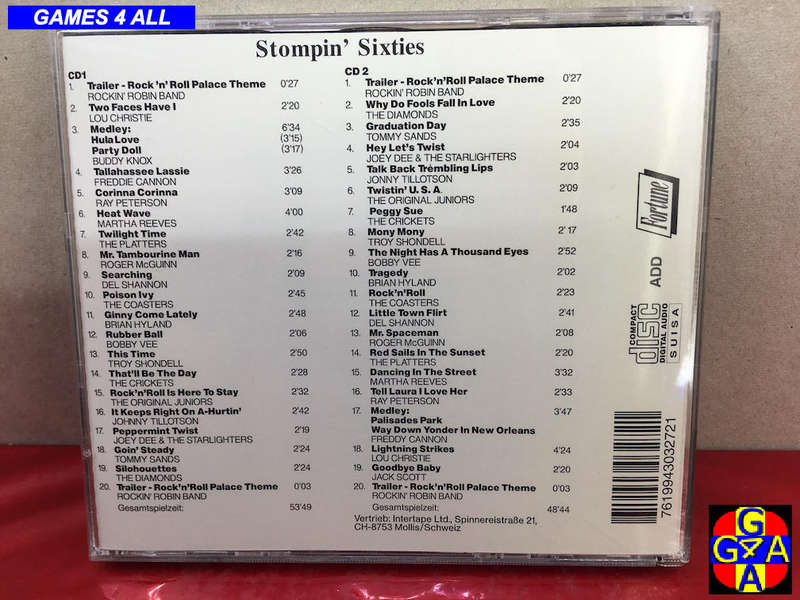 GAMES 4 ALL
Stompin' Sixties
CD1
1. Trailer - Rock 'n' Roll Palace Theme 0'27
ROCKIN' ROBIN BAND
2. Two Faces Have I 2'20
LOU CHRISTIE
3. Medley: 6'34
Hula Love (3'15)
Party Doll (3'17)
BUDDY KNOX
4. Tallahassee Lassie 3'26
FREDDIE CANNON
5. Corinna Corinna 3'09
RAY PETERSON
6. Heat Wave 4'00
MARTHA REEVES
7. Twilight Time 2'42
THE PLATTERS
8. Mr. Tambourine Man 2'16
ROGER McGUINN
9. Searching 2'09
DEL SHANNON
10. Poison Ivy 2'45
THE COASTERS
11. Ginny Come Lately 2'48
BRIAN HYLAND
12. Rubber Ball 2'06
BOBBY VEE
13. This Time 2'50
TROY SHONDELL
14. That'll Be The Day 2'28
THE CRICKETS
15. Rock'n'Roll Is Here To Stay 2'32
THE ORIGINAL JUNIORS
16. It Keeps Right On A-Hurtin' 2'42
JOHNNY TILLOTSON
17. Peppermint Twist 2'19
JOEY DEE & THE STARLIGHTERS
18. Goin' Steady 2'24
TOMMY SANDS
19. Silohouettes 2'24
THE DIAMONDS
20. Trailer - Rock'n'Roll Palace Theme 0'03
ROCKIN' ROBIN BAND
Gesamtspielzeit: 53'49
CD 2
1. Trailer - Rock'n'Roll Palace Theme 0'27
ROCKIN' ROBIN BAND
2. Why Do Fools Fall In Love 2'20
THE DIAMONDS
3. Graduation Day 2'35
TOMMY SANDS
4. Hey Let's Twist 2'04
JOEY DEE & THE STARLIGHTERS
5. Talk Back Trembling Lips 2'03
JONNY TILLOTSON
6. Twistin' U. S. A. 2'09
THE ORIGINAL JUNIORS
7. Peggy Sue 1'48
THE CRICKETS
8. Mony Mony 2' 17
TROY SHONDELL
9. The Night Has A Thousand Eyes 2'52
BOBBY VEE
10. Tragedy 2'02
BRIAN HYLAND
11. Rock'n'Roll 2'23
THE COASTERS
12. Little Town Flirt 2'41
DEL SHANNON
13. Mr. Spaceman 2'08
ROGER McGUINN
14. Red Sails In The Sunset 2'20
THE PLATTERS
15. Dancing In The Street 3'32
MARTHA REEVES
16. Tell Laura I Love Her 2'33
RAY PETERSON
17. Medley: 3'47
Palisades Park
Way Down Yonder In New Orleans
FREDDY CANNON
18. Lightning Strikes 4'24
LOU CHRISTIE
19. Goodbye Baby 2'20
JACK SCOTT
20. Trailer - Rock'n'Roll Palace Theme 0'03
ROCKIN' ROBIN BAND
Gesamtspielzeit: 48'44
Vertrieb: Intertape Ltd., Spinnereistraße 21,
CH-8753 Mollis/Schweiz
Fortune
ADD
COMPACT
disc
DIGITAL AUDIO
SUISA
7619943032721
G
G4A
A